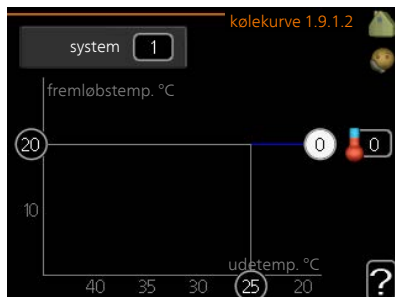 kølekurve 1.9.1.2
system 1
fremløbstemp. °C
20
0
0
10
udetemp. °C
40 35 30 25 20
?